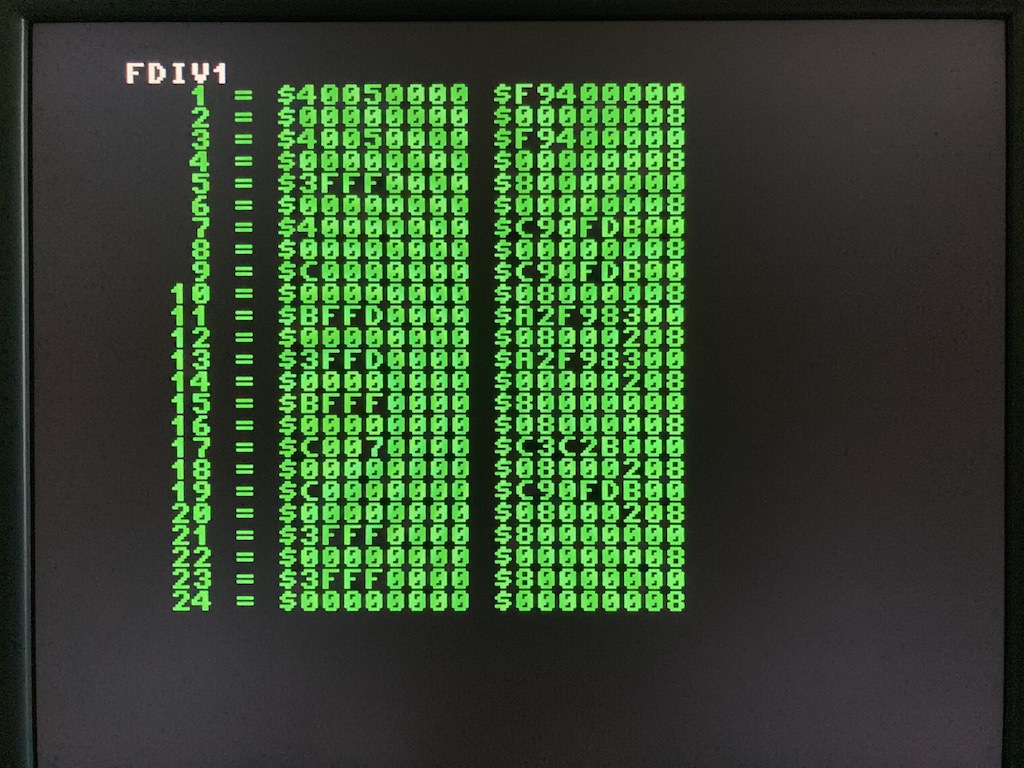 FDIV1
1 = $40050000 $F9400000
2 = $00000000 $00000008
3 = $40050000 $F9400000
4 = $00000000 $00000008
5 = $3FFF0000 $80000000
6 = $00000000 $00000008
7 = $40000000 $C90FDB00
8 = $00000000 $00000008
9 = $C0000000 $C90FDB00
10 = $00000000 $08000008
11 = $BFFD0000 $A2F98300
12 = $00000000 $08000208
13 = $3FFD0000 $A2F98300
14 = $00000000 $00000208
15 = $BFFF0000 $80000000
16 = $00000000 $08000008
17 = $C0070000 $C3C2B000
18 = $00000000 $08000208
19 = $C0000000 $C90FDB00
20 = $00000000 $08000208
21 = $3FFF0000 $80000000
22 = $00000000 $00000008
23 = $3FFF0000 $80000000
24 = $00000000 $00000008